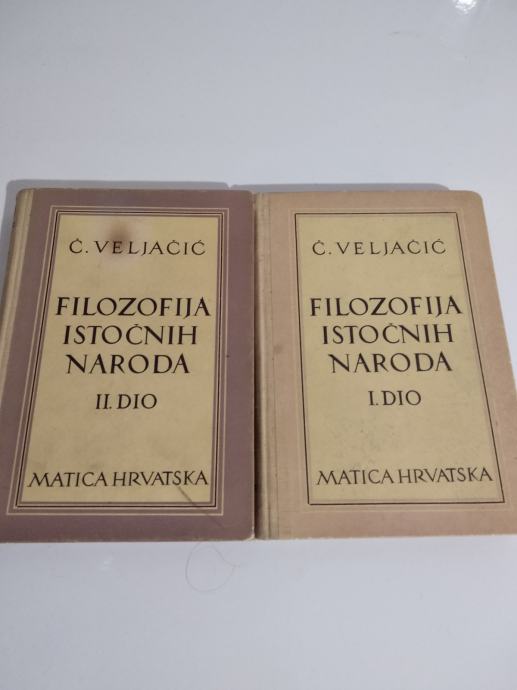 Č. VELJAČIĆ
FILOZOFIJA
ISTOČNIH
NARODA
II. DIO
MATICA HRVATSKA
Č. VELJAČIĆ
FILOZOFIJA
ISTOČNIH
NARODA
I. DIO
MATICA HRVATSKA